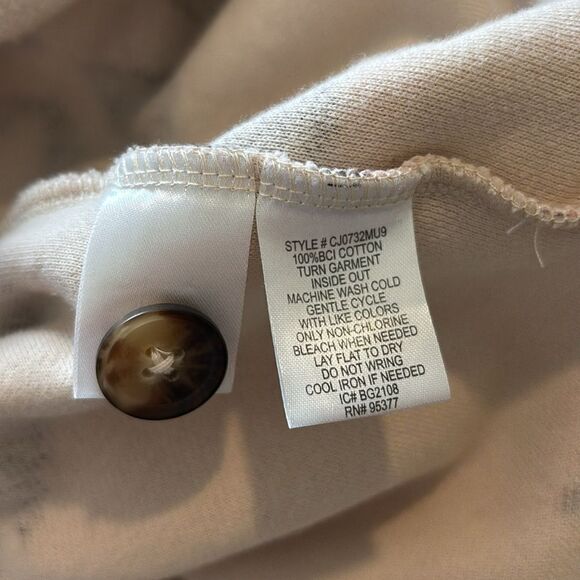 STYLE # CJ0732MU9
100%BCI COTTON
TURN GARMENT
INSIDE OUT
MACHINE WASH COLD
GENTLE CYCLE
WITH LIKE COLORS
ONLY NON-CHLORINE
BLEACH WHEN NEEDED
LAY FLAT TO DRY
DO NOT WRING
COOL IRON IF NEEDED
IC# BG2108
RN# 95377